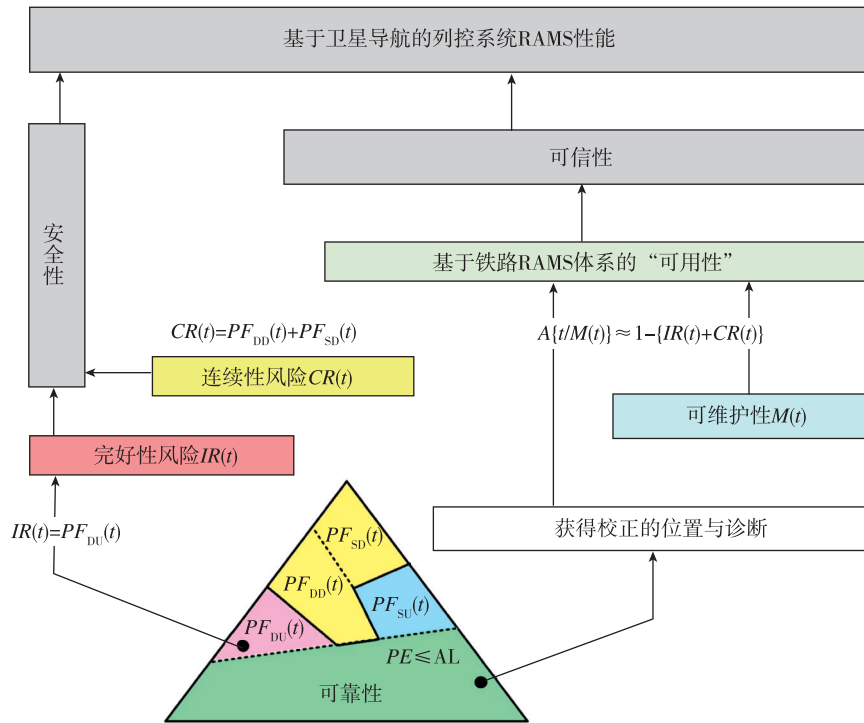 基于卫星导航的列控系统RAMS性能
可信性
安全性
基于铁路RAMS体系的“可用性”
CR(t)=PF_DD(t)+PF_SD(t)
A{t/M(t)}≈1-{IR(t)+CR(t)}
连续性风险CR(t)
可维护性M(t)
完好性风险IR(t)
IR(t)=PF_DU(t)
获得校正的位置与诊断
PF_SD(t)
PF_DD(t)
PF_SU(t)
PF_DU(t)
PE≤AL
可靠性